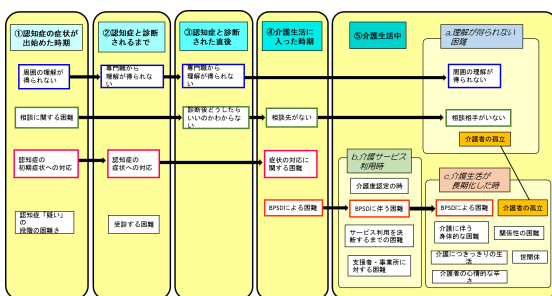 ①認知症の症状が
出始めた時期
②認知症と診断
されるまで
③認知症と診断
された直後
④介護生活に
入った時期
⑤介護生活中
a.理解が得られない
困難
周囲の理解が
得られない
専門職から
理解が得られな
い
専門職から
理解が得られな
い
周囲の理解が
得られない
相談に関する困難
診断後どうしたら
いいのかわからな
い
相談先がない
相談相手がいない
介護者の孤立
認知症の
初期症状への対応
認知症の
症状への対応
症状の対応に
関する困難
b.介護サービス
利用時
介護度認定の時
c.介護生活が
長期化した時
BPSDによる困難
BPSDに伴う困難
BPSDによる困難
介護者の孤立
認知症「疑い」
の
段階の困難さ
受診する困難
サービス利用を決
断するまでの困難
介護に伴う
身体的な困難
関係性の困難
支援者・事業所に
対する困難
介護につきっきりの生
活
世間体
介護者の心情的な辛
さ